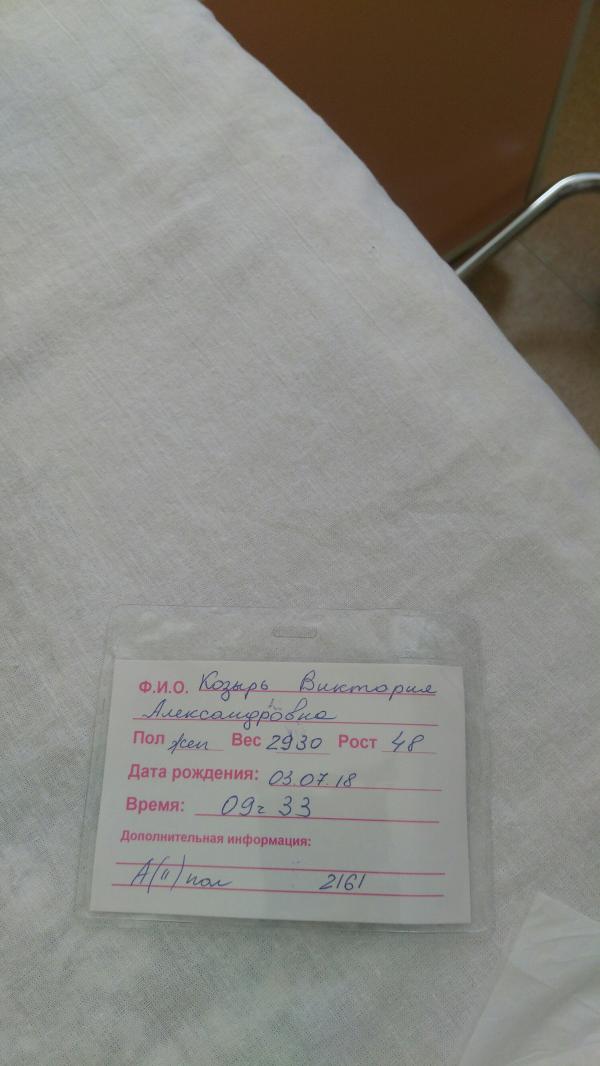 Ф.И.О. Козырь Виктория
Александровна
Пол жен Вес 2930 Рост 48
Дата рождения: 03.07.18
Время: 09ч 33
Дополнительная информация:
А(II) пол 2161